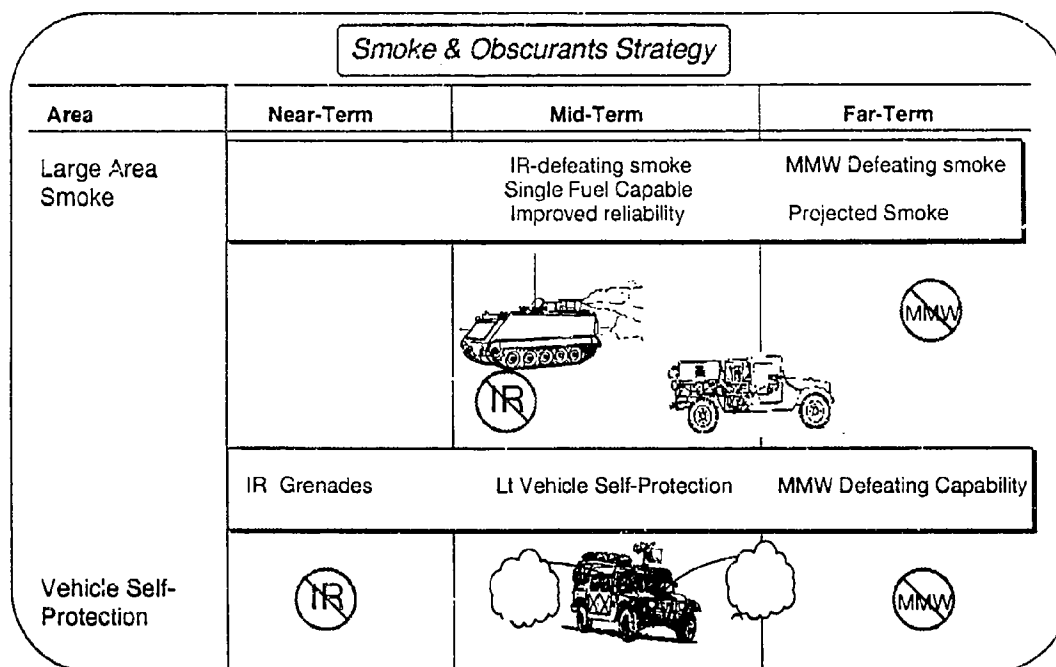 Smoke & Obscurants Strategy
Area Near-Term Mid-Term Far-Term
Large Area
Smoke
IR-defeating smoke
Single Fuel Capable
Improved reliability
MMW Defeating smoke
Projected Smoke
MMW
IR
IR Grenades Lt Vehicle Self-Protection MMW Defeating Capability
Vehicle Self-
Protection
IR
MMW